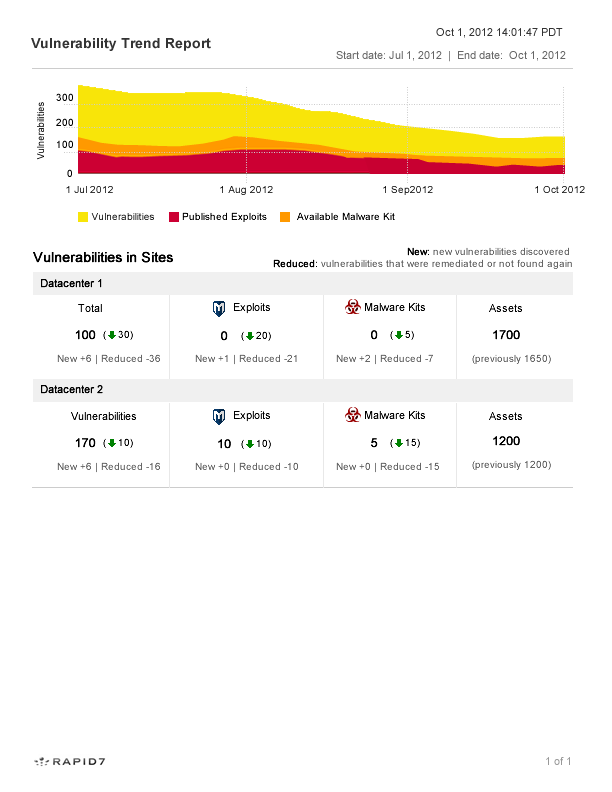 Oct 1, 2012 14:01:47 PDT
Vulnerability Trend Report
Start date: Jul 1, 2012 | End date: Oct 1, 2012
Vulnerabilities
300
200
100
0
1 Jul 2012 1 Aug 2012 1 Sep2012 1 Oct 2012
Vulnerabilities Published Exploits Available Malware Kit
Vulnerabilities in Sites
New: new vulnerabilities discovered
Reduced: vulnerabilities that were remediated or not found again
Datacenter 1
Total Exploits Malware Kits Assets
100 (30) 0 (20) 0 (5) 1700
New +6 | Reduced -36 New +1 | Reduced -21 New +2 | Reduced -7 (previously 1650)
Datacenter 2
Vulnerabilities Exploits Malware Kits Assets
170 (10) 10 (10) 5 (15) 1200
New +6 | Reduced -16 New +0 | Reduced -10 New +0 | Reduced -15 (previously 1200)
RAPID7 1 of 1